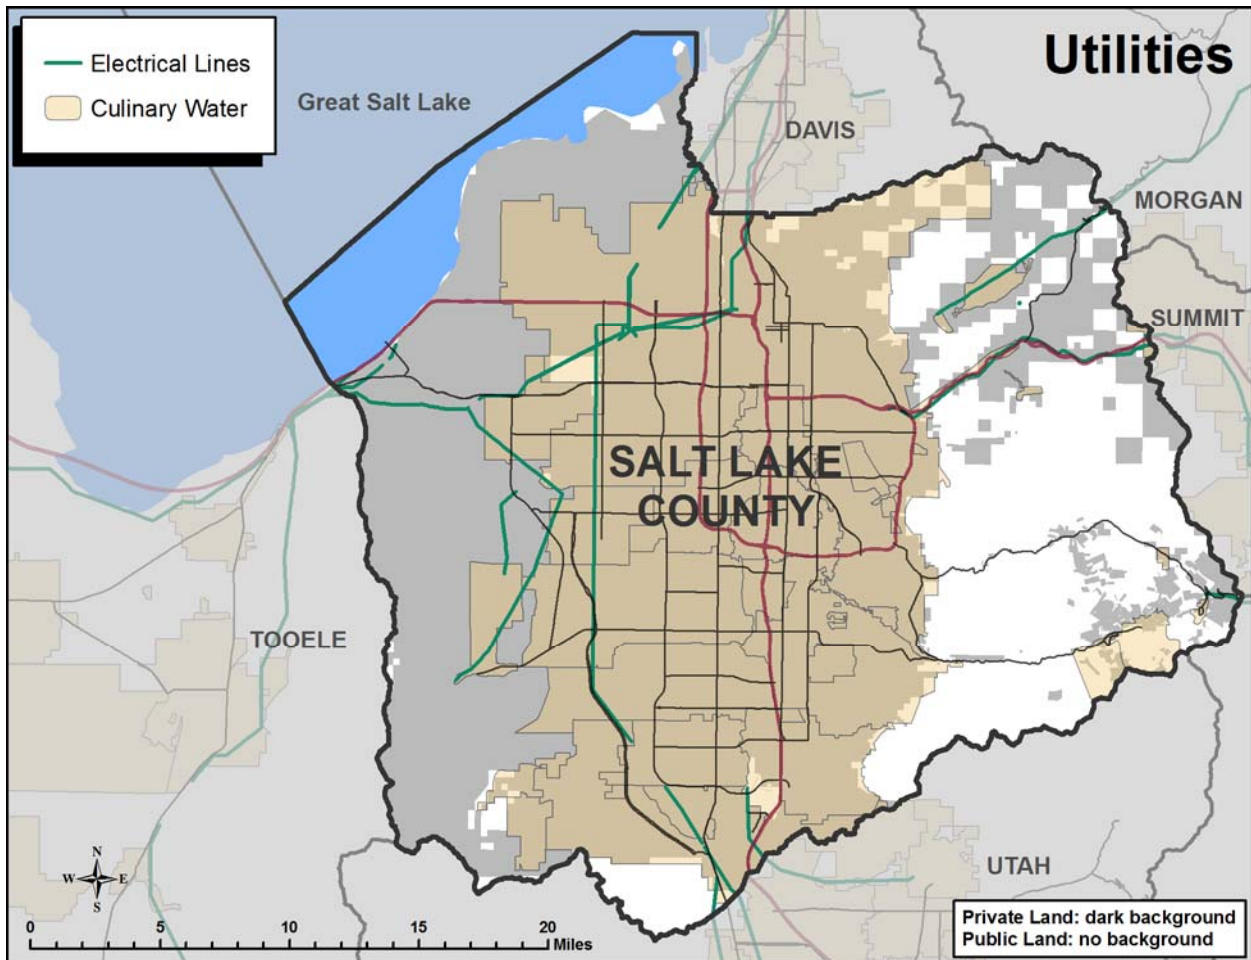 Utilities
Electrical Lines
Culinary Water
Great Salt Lake
DAVIS
MORGAN
SUMMIT
SALT LAKE
COUNTY
TOOELE
UTAH
N
W E
S
0 5 10 15 20
Miles
Private Land: dark background
Public Land: no background